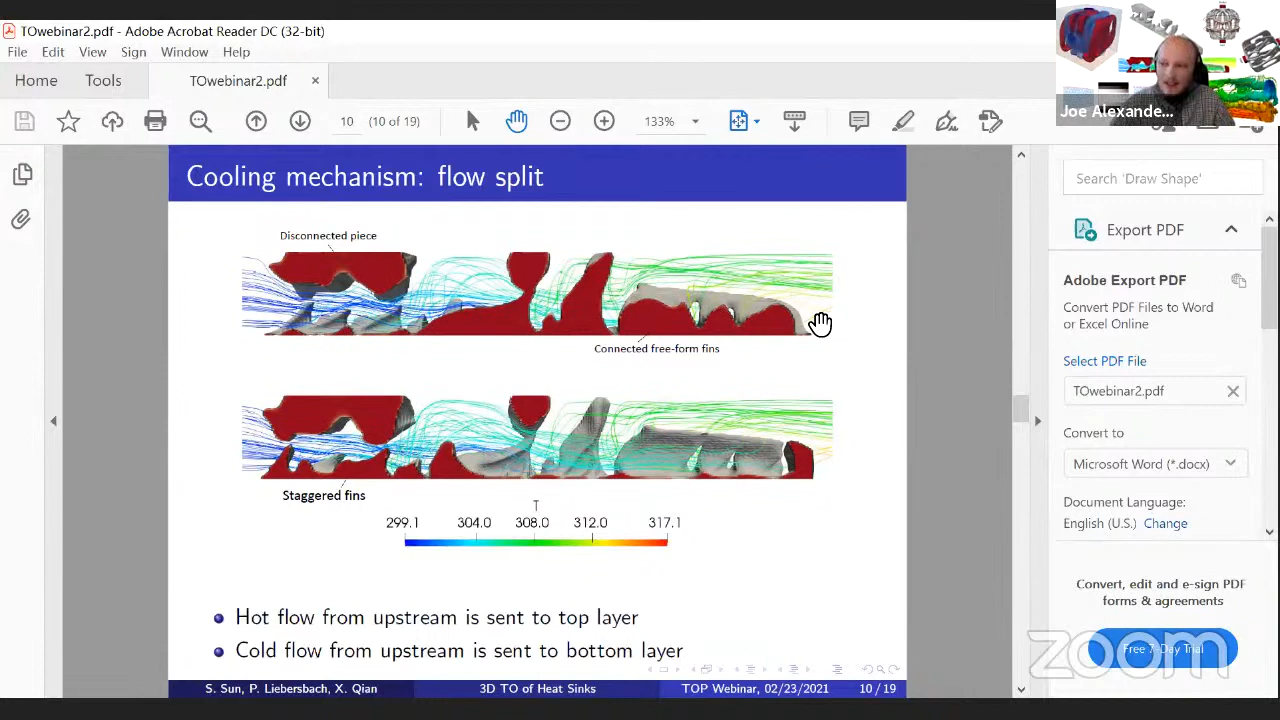 TOwebinar2.pdf - Adobe Acrobat Reader DC (32-bit)
File Edit View Sign Window Help
Home Tools TOwebinar2.pdf ×
10 (10 of 19) 133%
Joe Alexande...
Cooling mechanism: flow split
Disconnected piece
Connected free-form fins
Staggered fins
T
299.1 304.0 308.0 312.0 317.1
Hot flow from upstream is sent to top layer
Cold flow from upstream is sent to bottom layer
S. Sun, P. Liebersbach, X. Qian 3D TO of Heat Sinks TOP Webinar, 02/23/2021 10 / 19
Search 'Draw Shape'
Export PDF
Adobe Export PDF
Convert PDF Files to Word
or Excel Online
Select PDF File
TOwebinar2.pdf
Convert to
Microsoft Word (*.docx)
Document Language:
English (U.S.) Change
Convert, edit and e-sign PDF
forms & agreements
Free 7-Day Trial
zoom